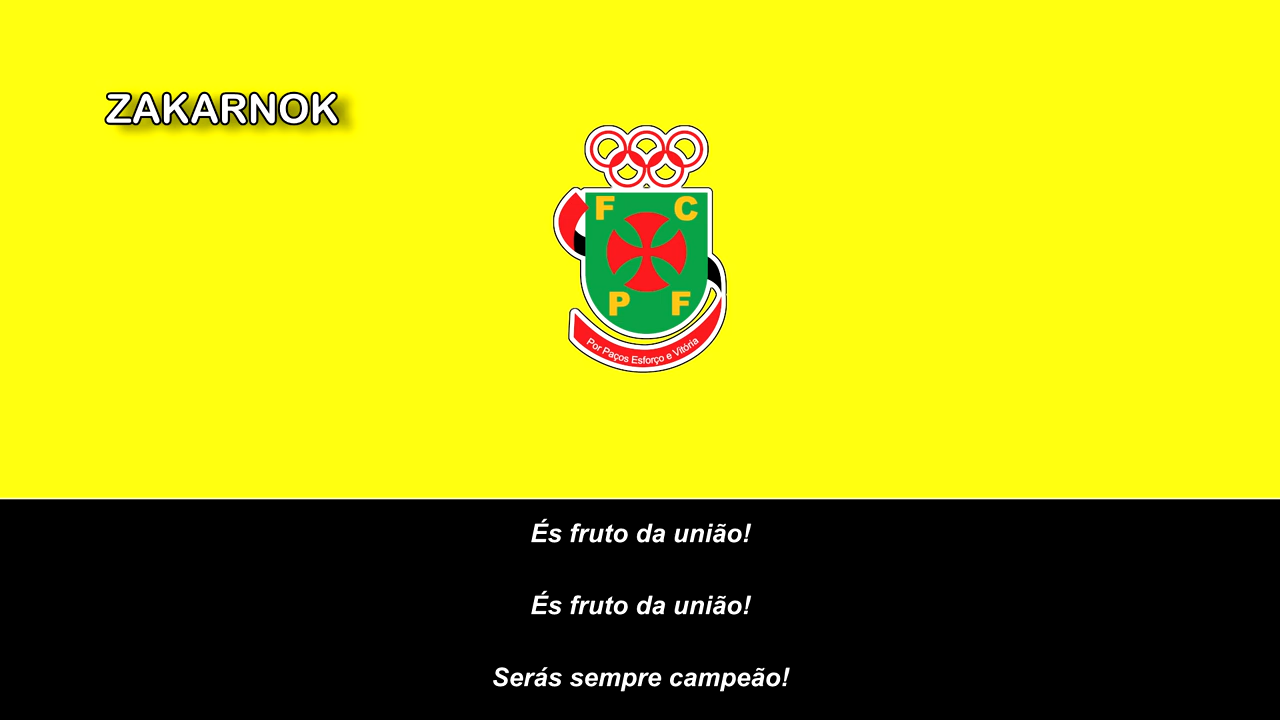 ZAKARNOK
F C
P F
Por Paços Esforço e Vitória
És fruto da união!
És fruto da união!
Serás sempre campeão!